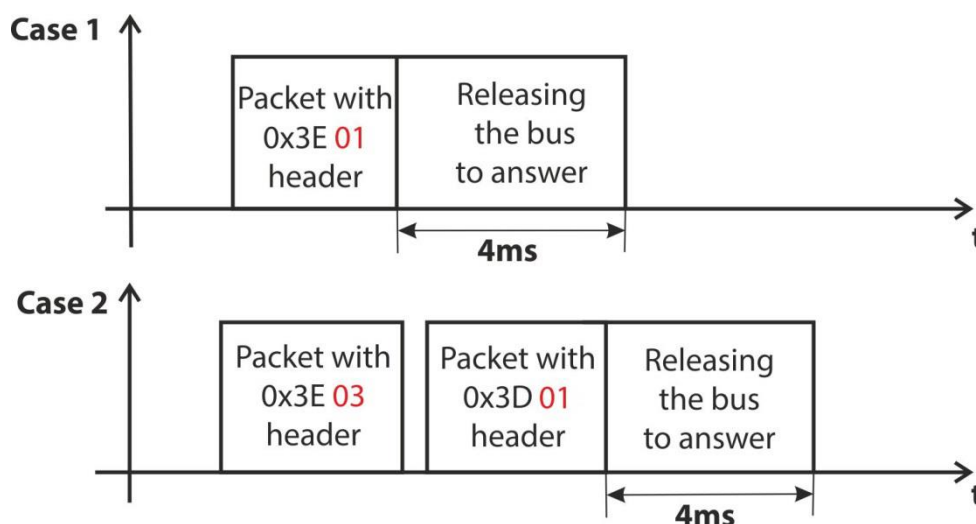 Case 1
Packet with
0x3E 01
header
Releasing
the bus
to answer
4ms
t
Case 2
Packet with
0x3E 03
header
Packet with
0x3D 01
header
Releasing
the bus
to answer
4ms
t